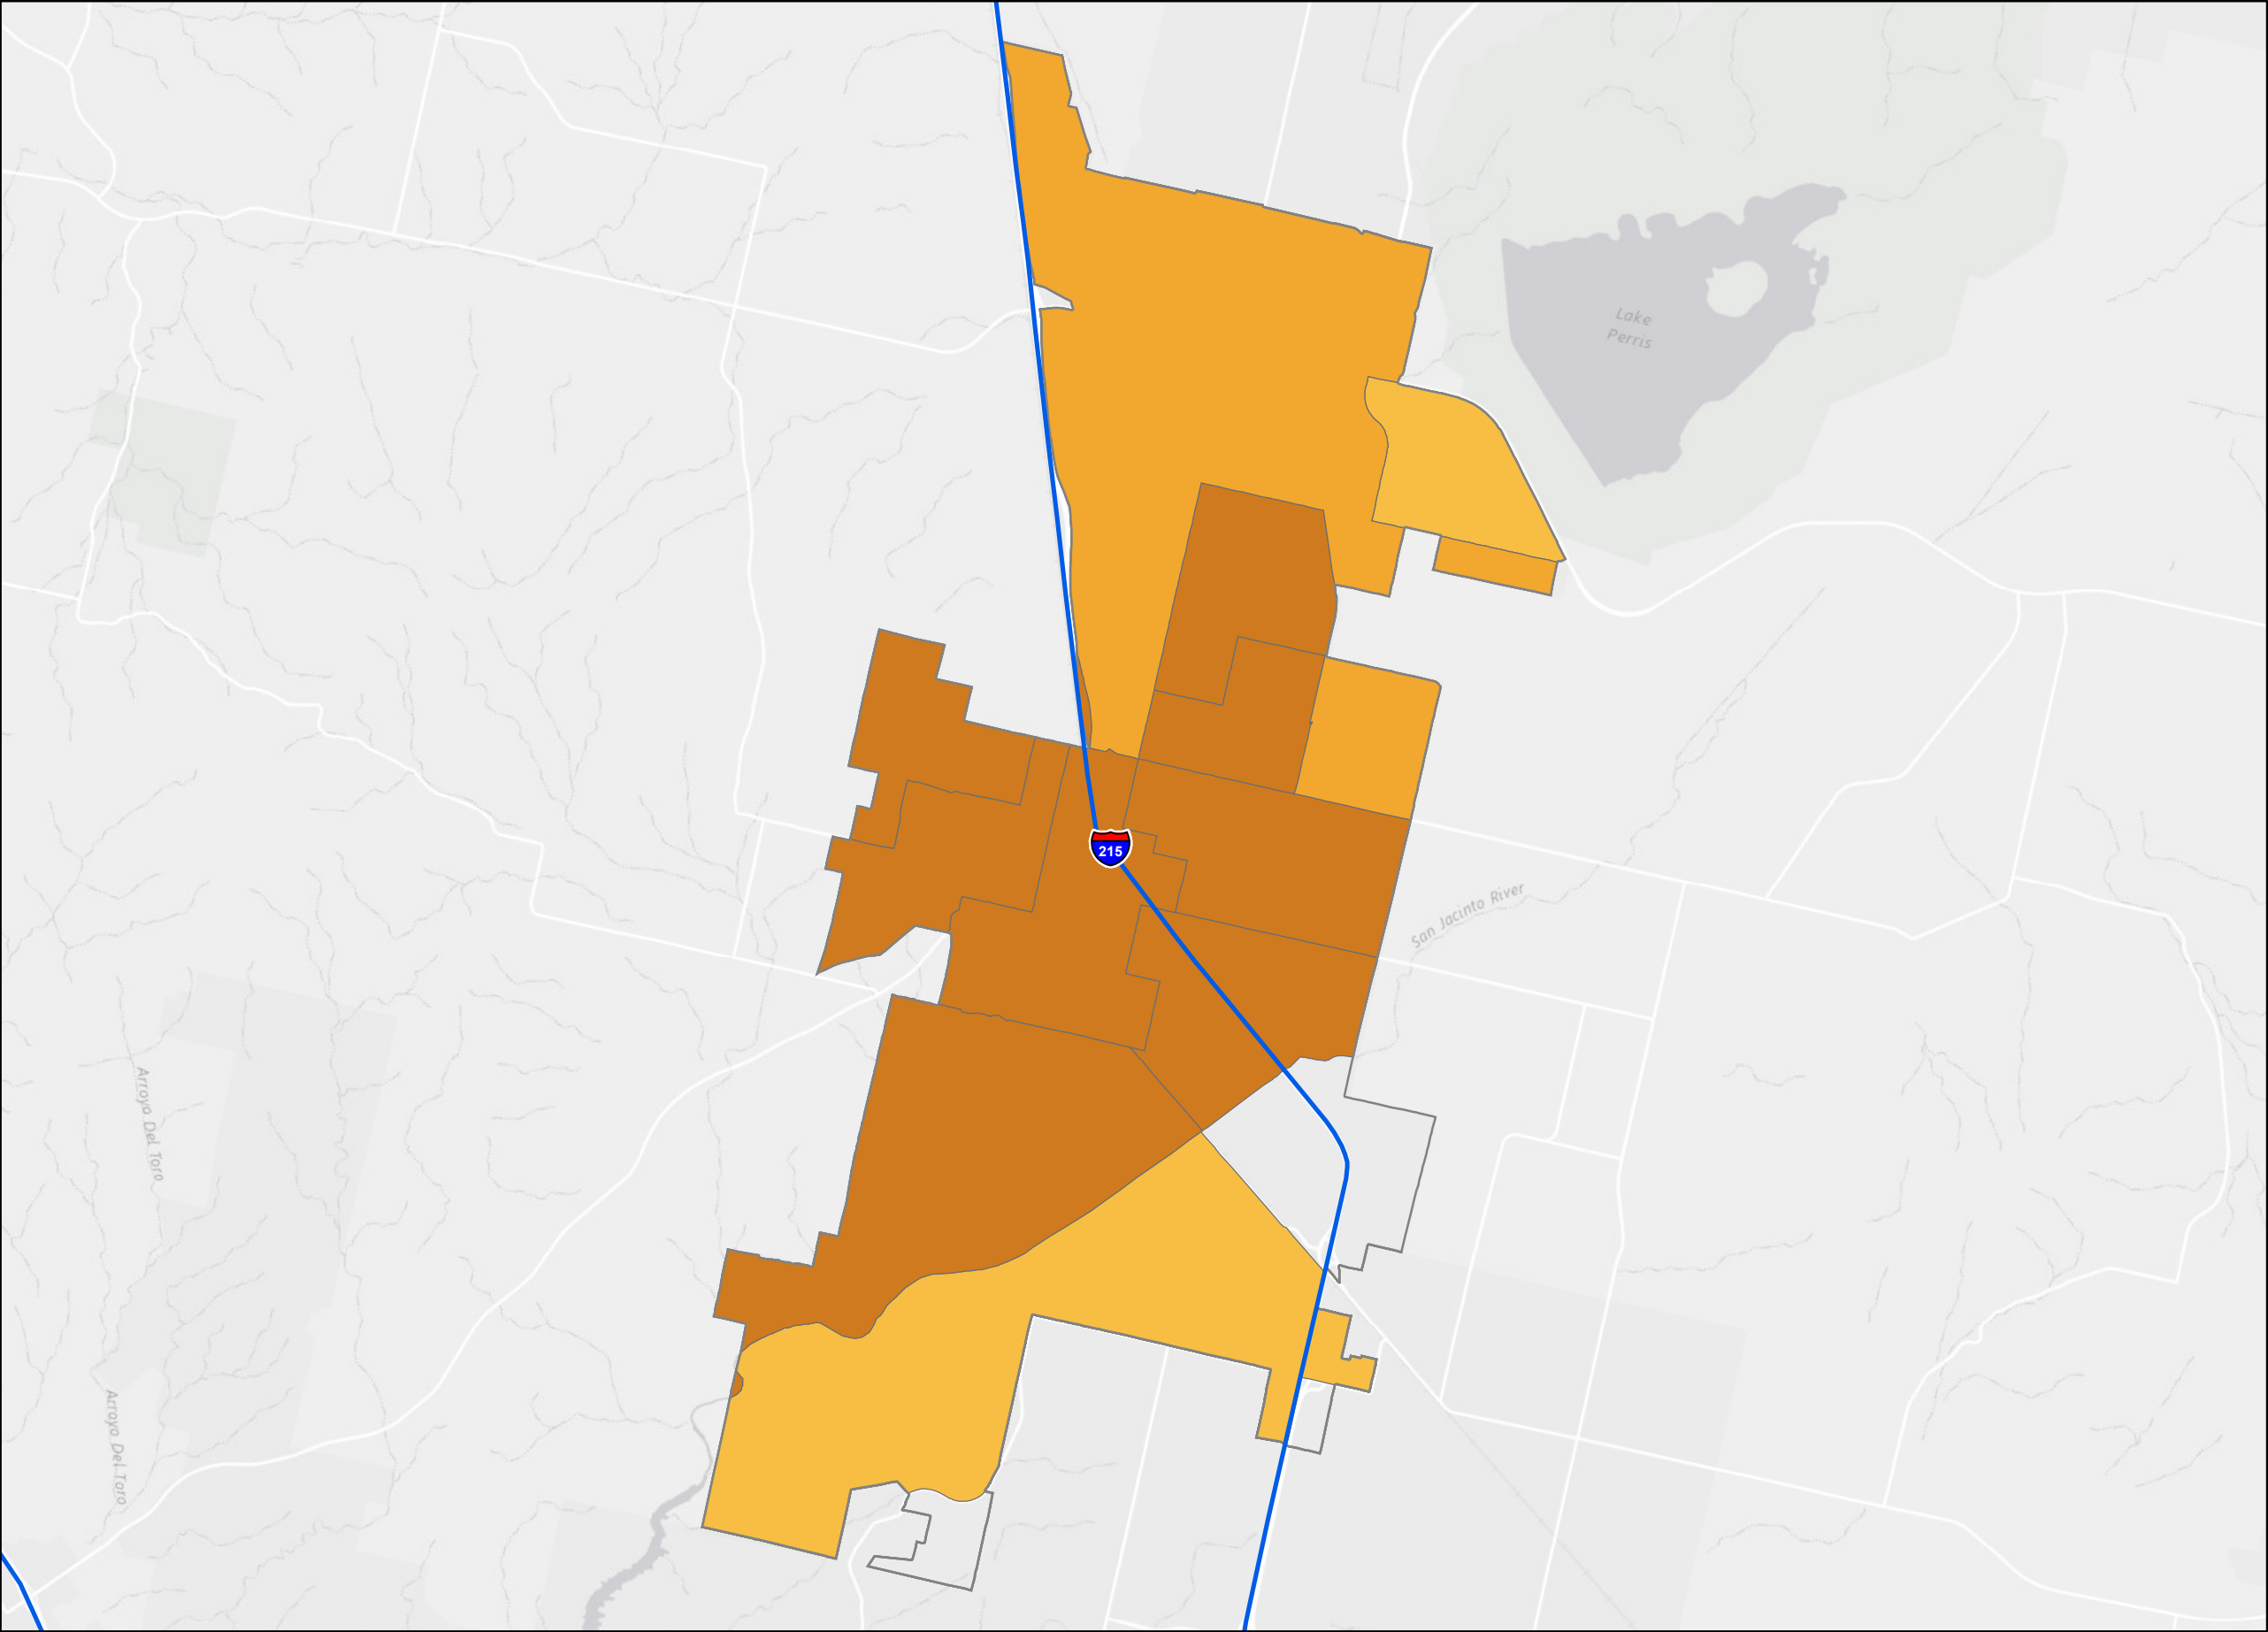 Lake
Perris
215
San Jacinto River
Arroyo Del Toro
Arroyo Del Toro